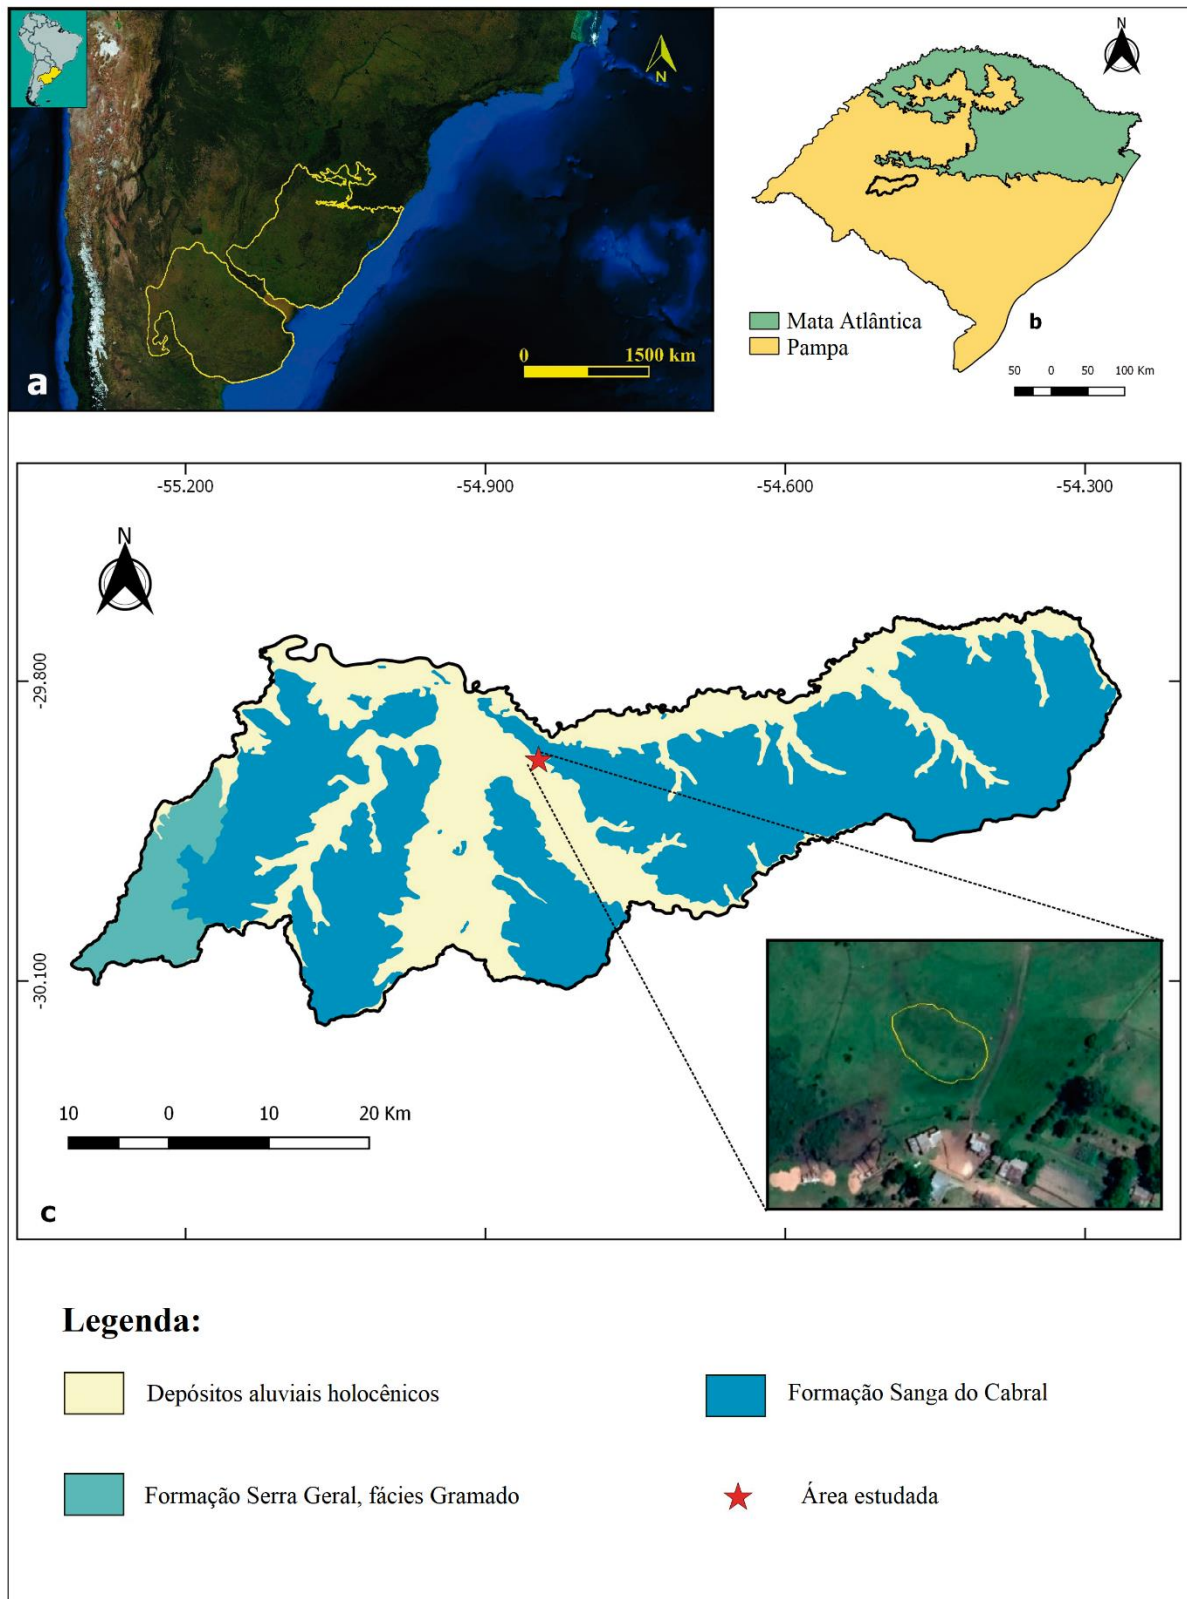 N
0 1500 km
a
N
Mata Atlântica
Pampa
b
50 0 50 100 Km
-55.200 -54.900 -54.600 -54.300
N
-29.800
-30.100
10 0 10 20 Km
c
Legenda:
Depósitos aluviais holocênicos
Formação Sanga do Cabral
Formação Serra Geral, fácies Gramado
Área estudada